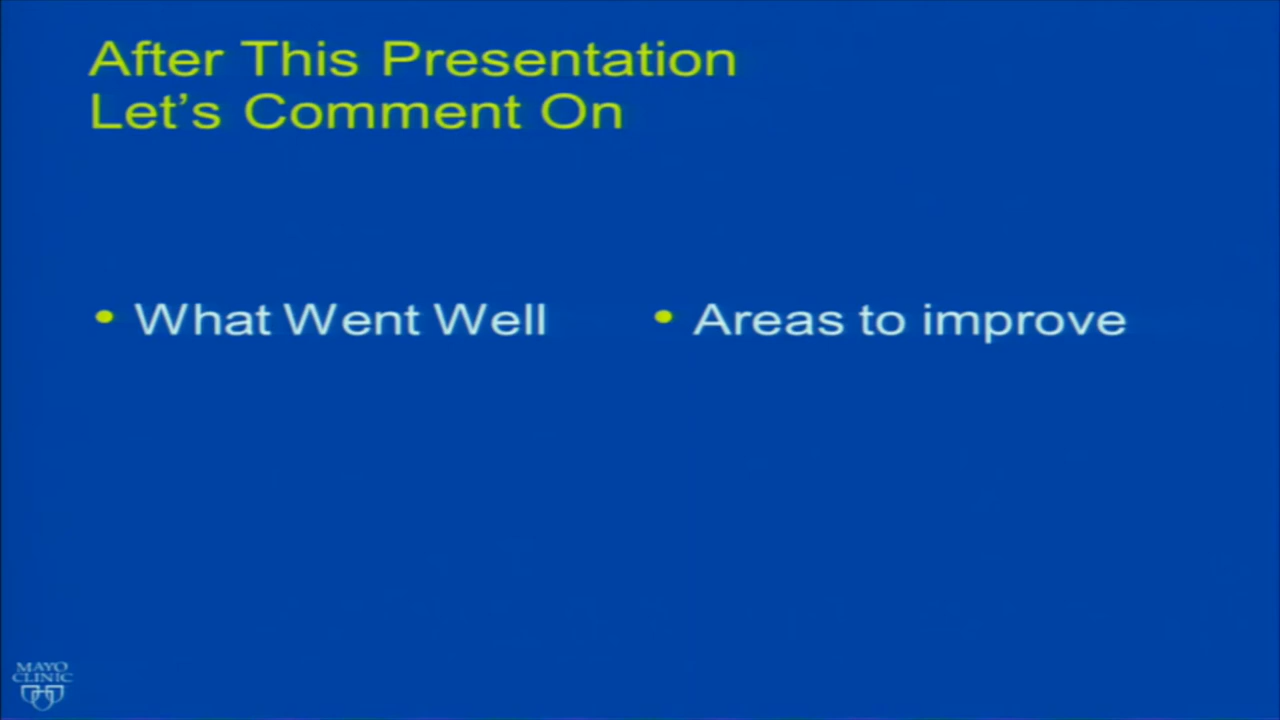 After This Presentation
Let's Comment On
• What Went Well
• Areas to improve
MAYO
CLINIC